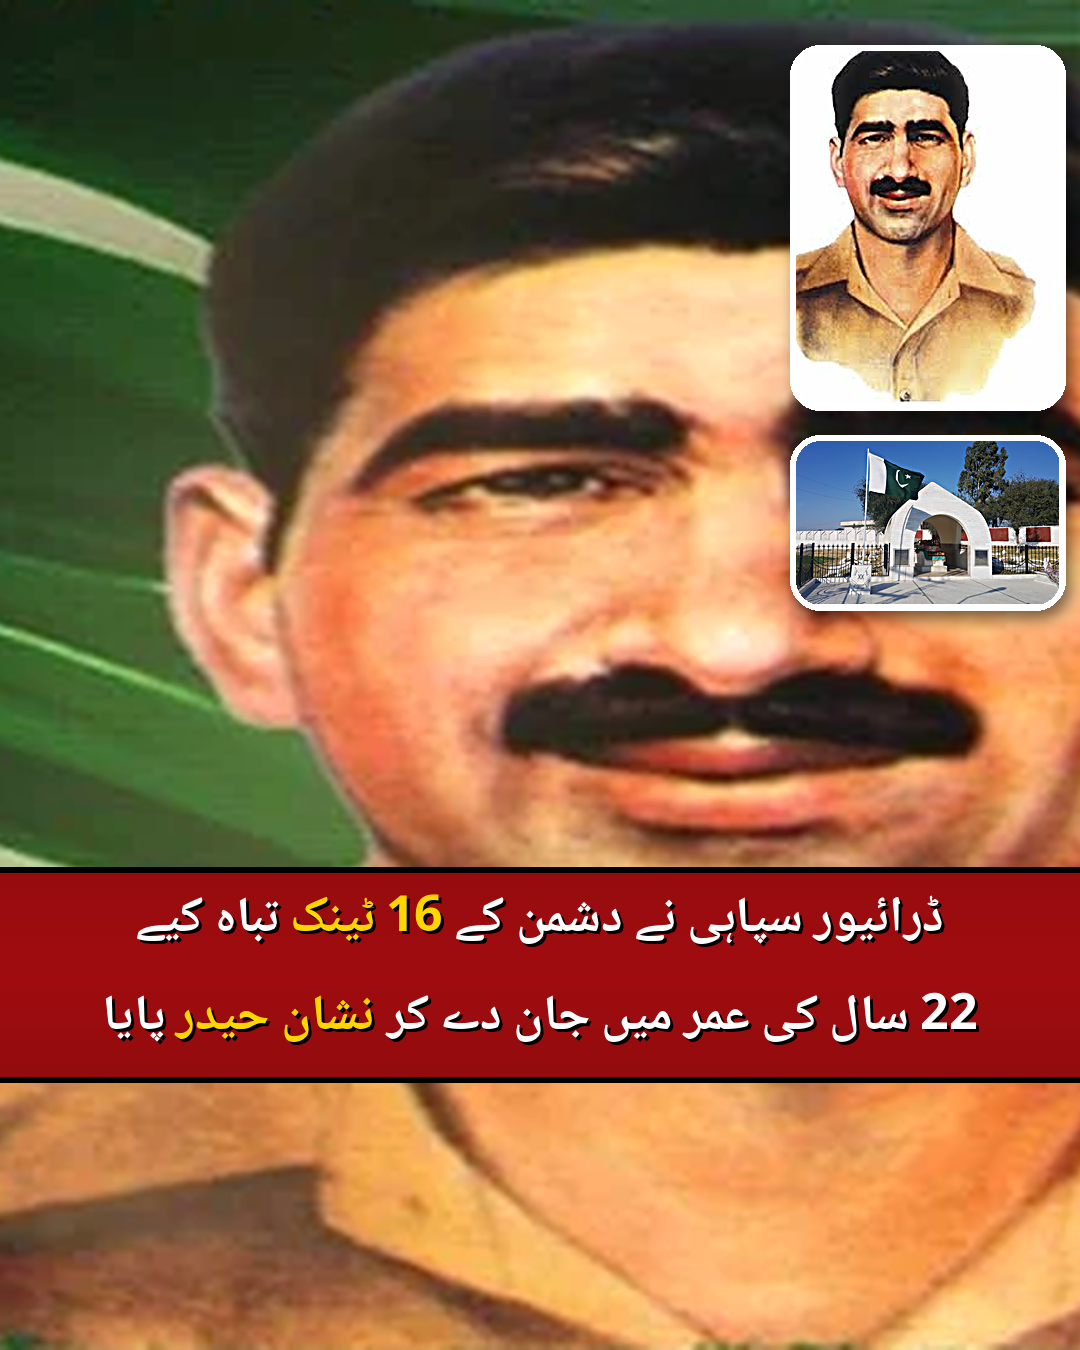 ڈرائیور سپاہی نے دشمن کے 16 ٹینک تباہ کیے
22 سال کی عمر میں جان دے کر نشان حیدر پایا